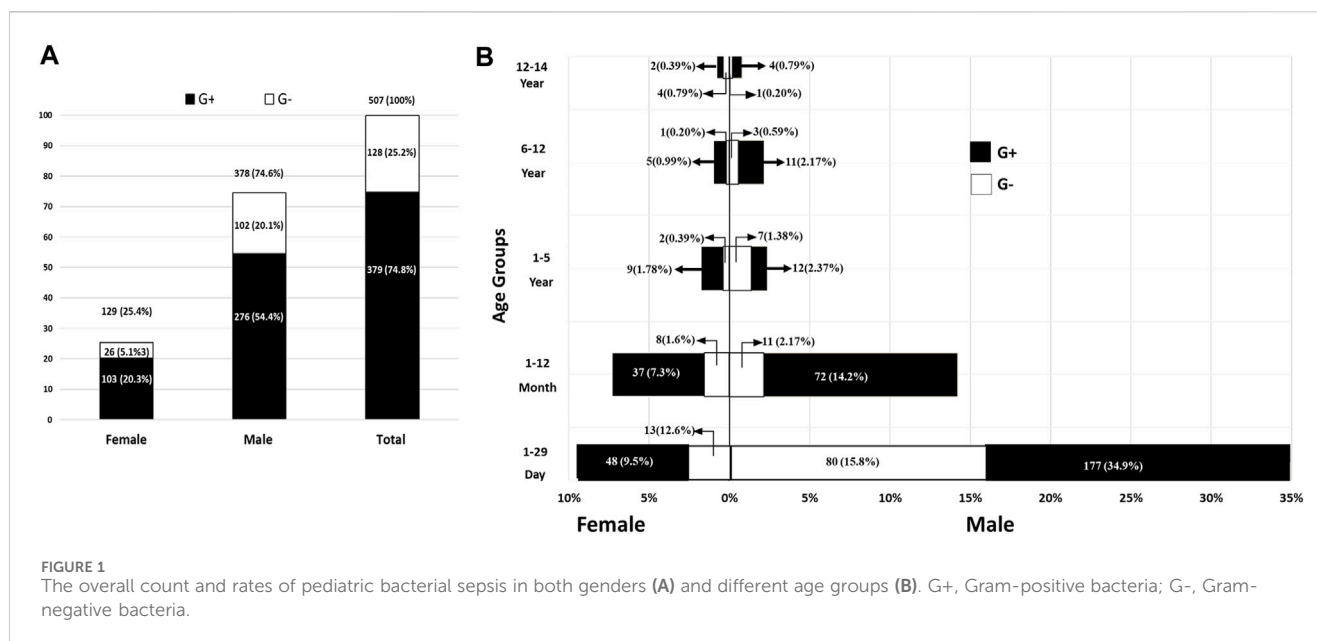 A
G+ G-
507 (100%)
100
90
80
70
60
50
40
30
20
10
0
129 (25.4%)
26 (5.1%3)
103 (20.3%)
378 (74.6%)
102 (20.1%)
276 (54.4%)
128 (25.2%)
379 (74.8%)
Female Male Total
B
Age Groups
12-14
Year
2(0.39%) 4(0.79%)
4(0.79%) 1(0.20%)
6-12
Year
1(0.20%) 3(0.59%)
5(0.99%) 11(2.17%)
G+
G-
1-5
Year
2(0.39%) 7(1.38%)
9(1.78%) 12(2.37%)
1-12
Month
8(1.6%) 11 (2.17%)
37 (7.3%) 72 (14.2%)
1-29
Day
13(12.6%)
48 (9.5%) 80 (15.8%) 177 (34.9%)
10% 5% 0% 5% 10% 15% 20% 25% 30% 35%
Female Male
FIGURE 1
The overall count and rates of pediatric bacterial sepsis in both genders (A) and different age groups (B). G+, Gram-positive bacteria; G-, Gram-
negative bacteria.